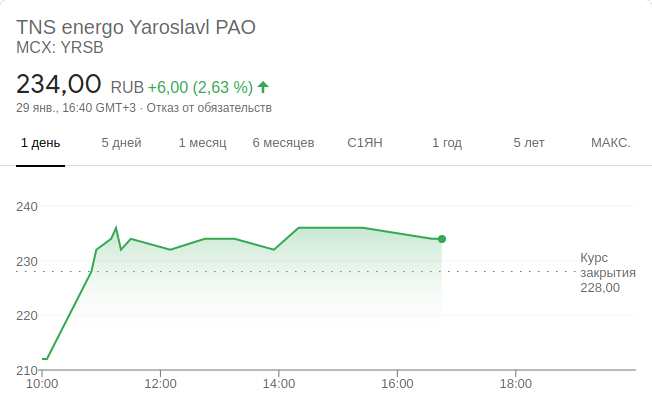 TNS energo Yaroslavl PAO
MCX: YRSB
234,00 RUB +6,00 (2,63 %)
29 янв., 16:40 GMT+3 · Отказ от обязательств
1 день 5 дней 1 месяц 6 месяцев С1ЯН 1 год 5 лет МАКС.
240
230
220
210
Курс
закрытия
228,00
10:00 12:00 14:00 16:00 18:00